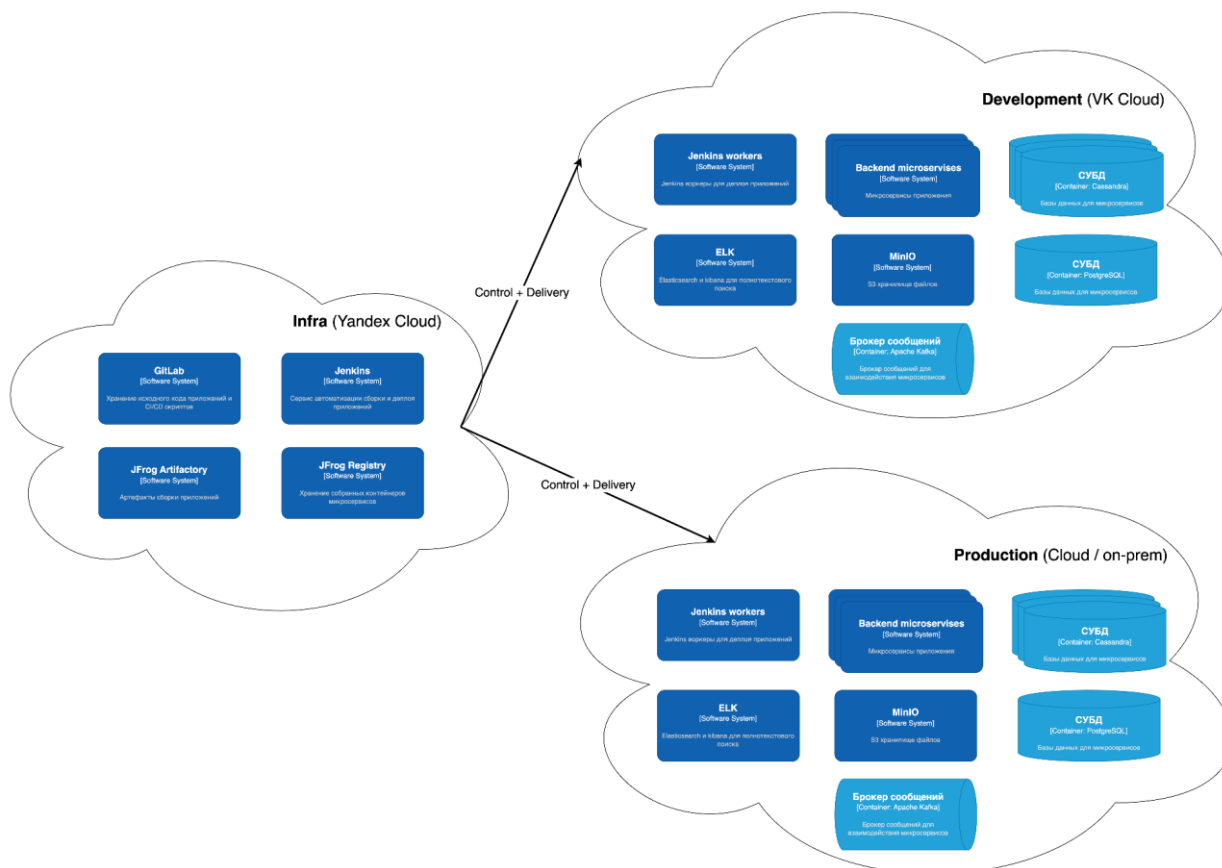 Development (VK Cloud)
Jenkins workers
[Software System]
Jenkins воркеры для деплоя приложений
Backend microservises
[Software System]
Микросервисы приложения
СУБД
[Container: Cassandra]
Базы данных для микросервисов
ELK
[Software System]
Elasticsearch и kibana для полнотекстового
поиска
MinIO
[Software System]
S3 хранилище файлов
СУБД
[Container: PostgreSQL]
Базы данных для микросервисов
Брокер сообщений
[Container: Apache Kafka]
Брокер сообщений для
взаимодействия микросервисов
Control + Delivery
Infra (Yandex Cloud)
GitLab
[Software System]
Хранение исходного кода приложений и
CI/CD скриптов
Jenkins
[Software System]
Сервис автоматизации сборки и деплоя
приложений
JFrog Artifactory
[Software System]
Артефакты сборки приложений
JFrog Registry
[Software System]
Хранение собранных контейнеров
микросервисов
Control + Delivery
Production (Cloud / on-prem)
Jenkins workers
[Software System]
Jenkins воркеры для деплоя приложений
Backend microservises
[Software System]
Микросервисы приложения
СУБД
[Container: Cassandra]
Базы данных для микросервисов
ELK
[Software System]
Elasticsearch и kibana для полнотекстового
поиска
MinIO
[Software System]
S3 хранилище файлов
СУБД
[Container: PostgreSQL]
Базы данных для микросервисов
Брокер сообщений
[Container: Apache Kafka]
Брокер сообщений для
взаимодействия микросервисов